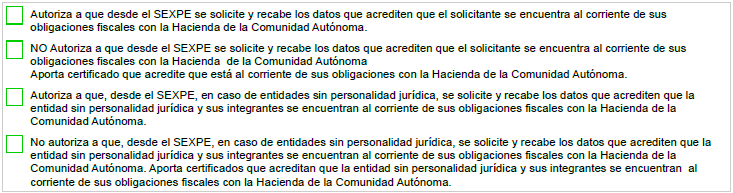 Autoriza a que desde el SEXPE se solicite y recabe los datos que acrediten que el solicitante se encuentra al corriente de sus
obligaciones fiscales con la Hacienda de la Comunidad Autónoma.
NO Autoriza a que desde el SEXPE se solicite y recabe los datos que acrediten que el solicitante se encuentra al corriente de sus
obligaciones fiscales con la Hacienda de la Comunidad Autónoma
Aporta certificado que acredite que está al corriente de sus obligaciones con la Hacienda de la Comunidad Autónoma.
Autoriza a que, desde el SEXPE, en caso de entidades sin personalidad jurídica, se solicite y recabe los datos que acrediten que la
entidad sin personalidad jurídica y sus integrantes se encuentran al corriente de sus obligaciones fiscales con la Hacienda de la
Comunidad Autónoma.
No autoriza a que, desde el SEXPE, en caso de entidades sin personalidad jurídica, se solicite y recabe los datos que acrediten que la
entidad sin personalidad jurídica y sus integrantes se encuentran al corriente de sus obligaciones fiscales con la Hacienda de la
Comunidad Autónoma. Aporta certificados que acreditan que la entidad sin personalidad jurídica y sus integrantes se encuentran al
corriente de sus obligaciones fiscales con la Hacienda de la Comunidad Autónoma.